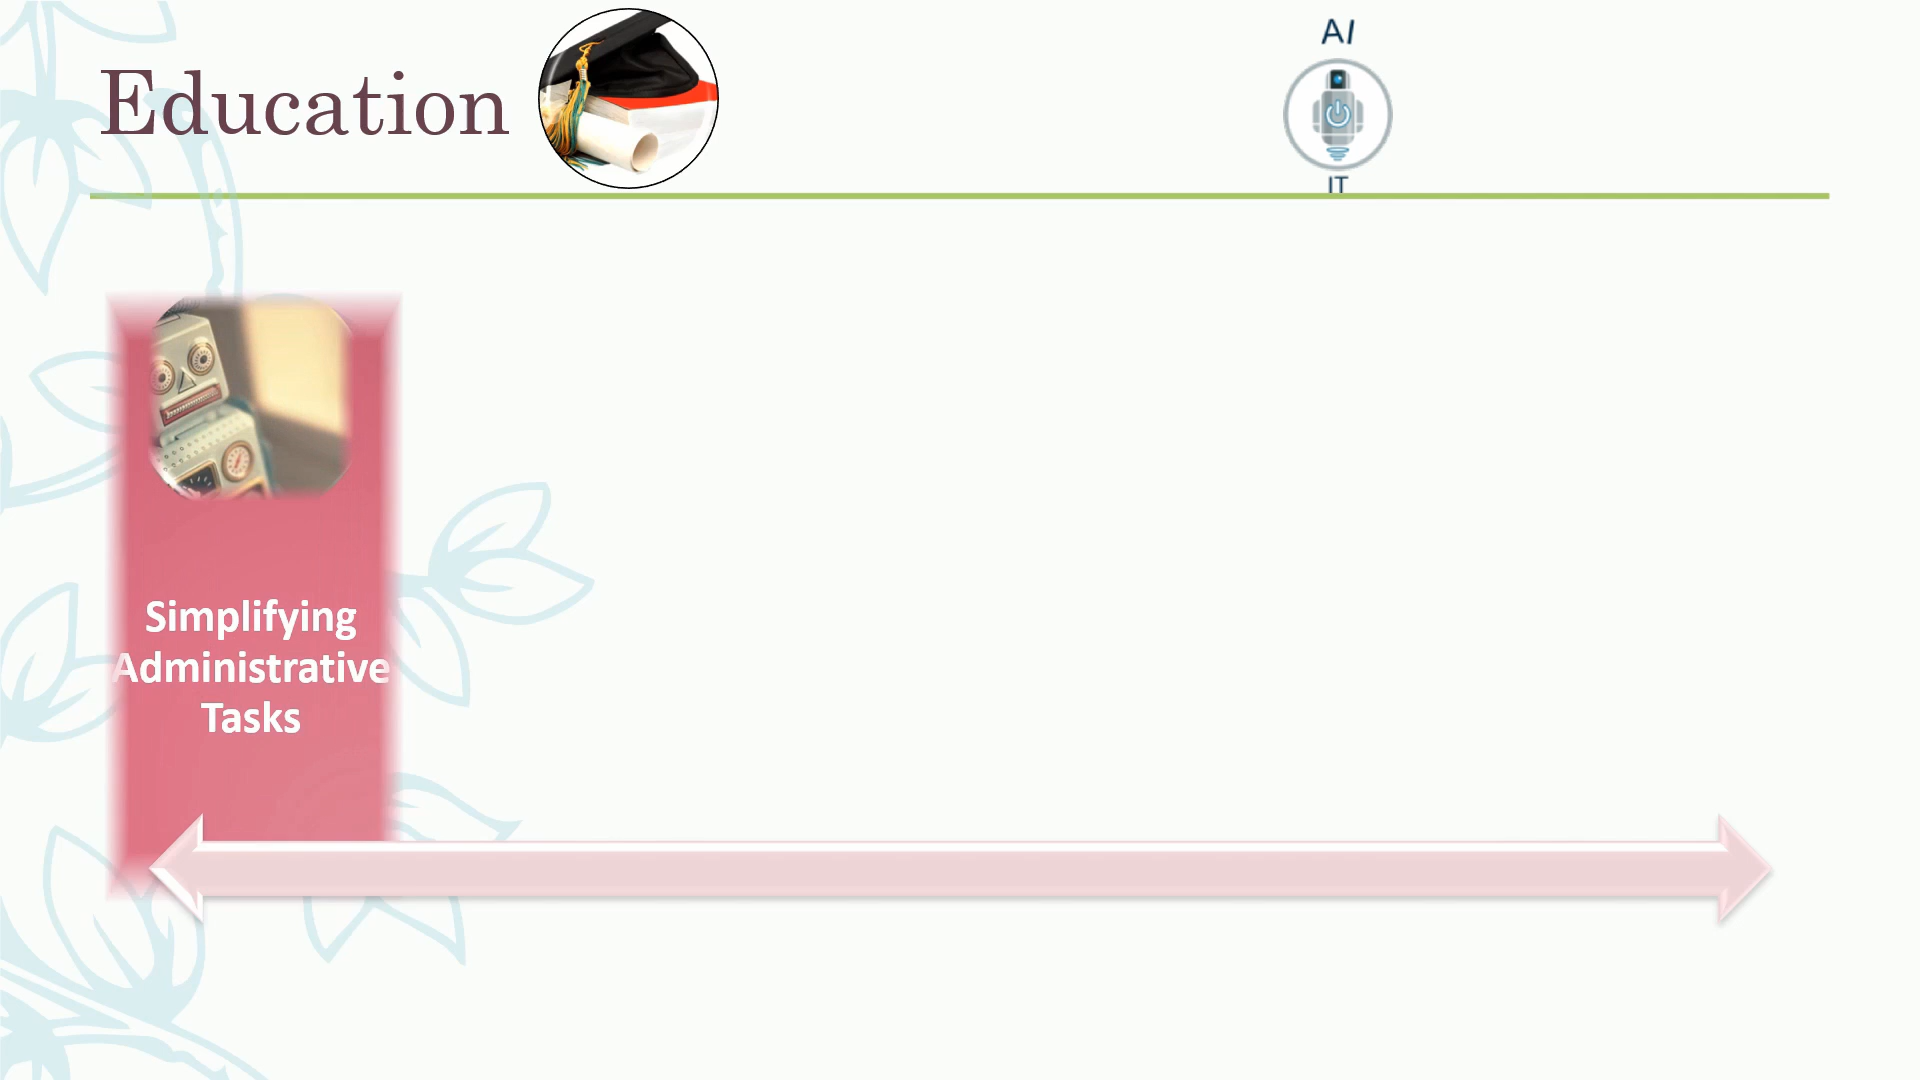 Education
AI
IT
Simplifying
Administrative
Tasks